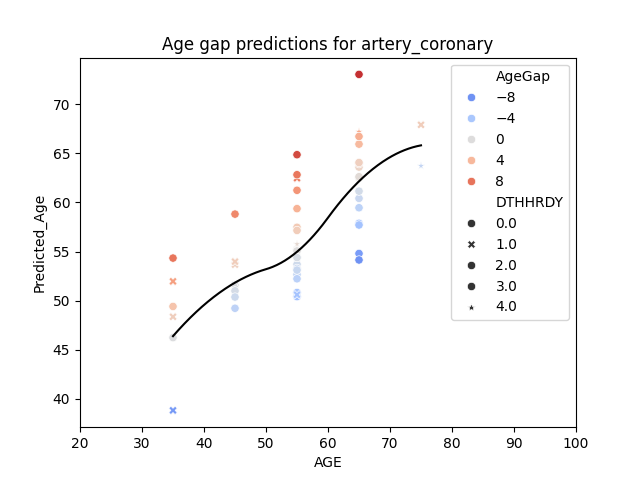 Age gap predictions for artery_coronary
AgeGap
−8
−4
0
4
8
DTHHRDY
0.0
1.0
2.0
3.0
4.0
Predicted_Age
70
65
60
55
50
45
40
20 30 40 50 60 70 80 90 100
AGE